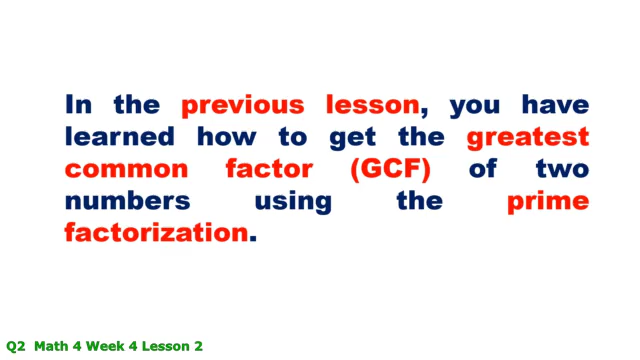 In the previous lesson, you have
learned how to get the greatest
common factor (GCF) of two
numbers using the prime
factorization.
Q2 Math 4 Week 4 Lesson 2